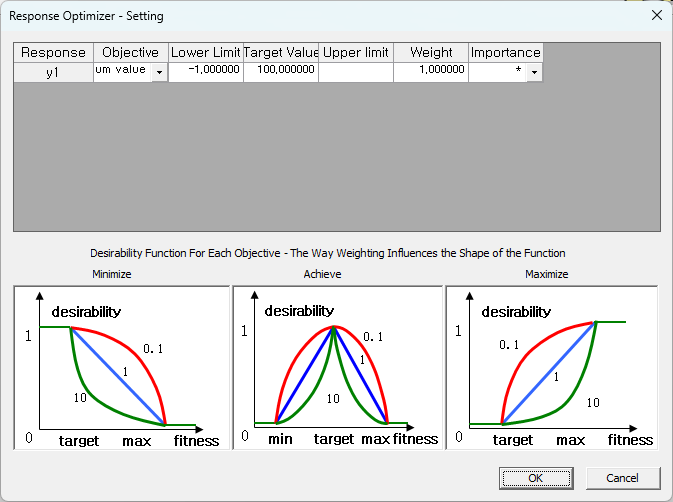 Response Optimizer - Setting
Response Objective Lower Limit Target Value Upper limit Weight Importance
y1 um value -1,000000 100,000000 1,000000 *
Desirability Function For Each Objective - The Way Weighting Influences the Shape of the Function
Minimize Achieve Maximize
desirability
1
0.1
1
10
0
target max fitness
desirability
1
0.1
1
10
0
min target max fitness
desirability
1
0.1
1
10
0
target max fitness
OK Cancel